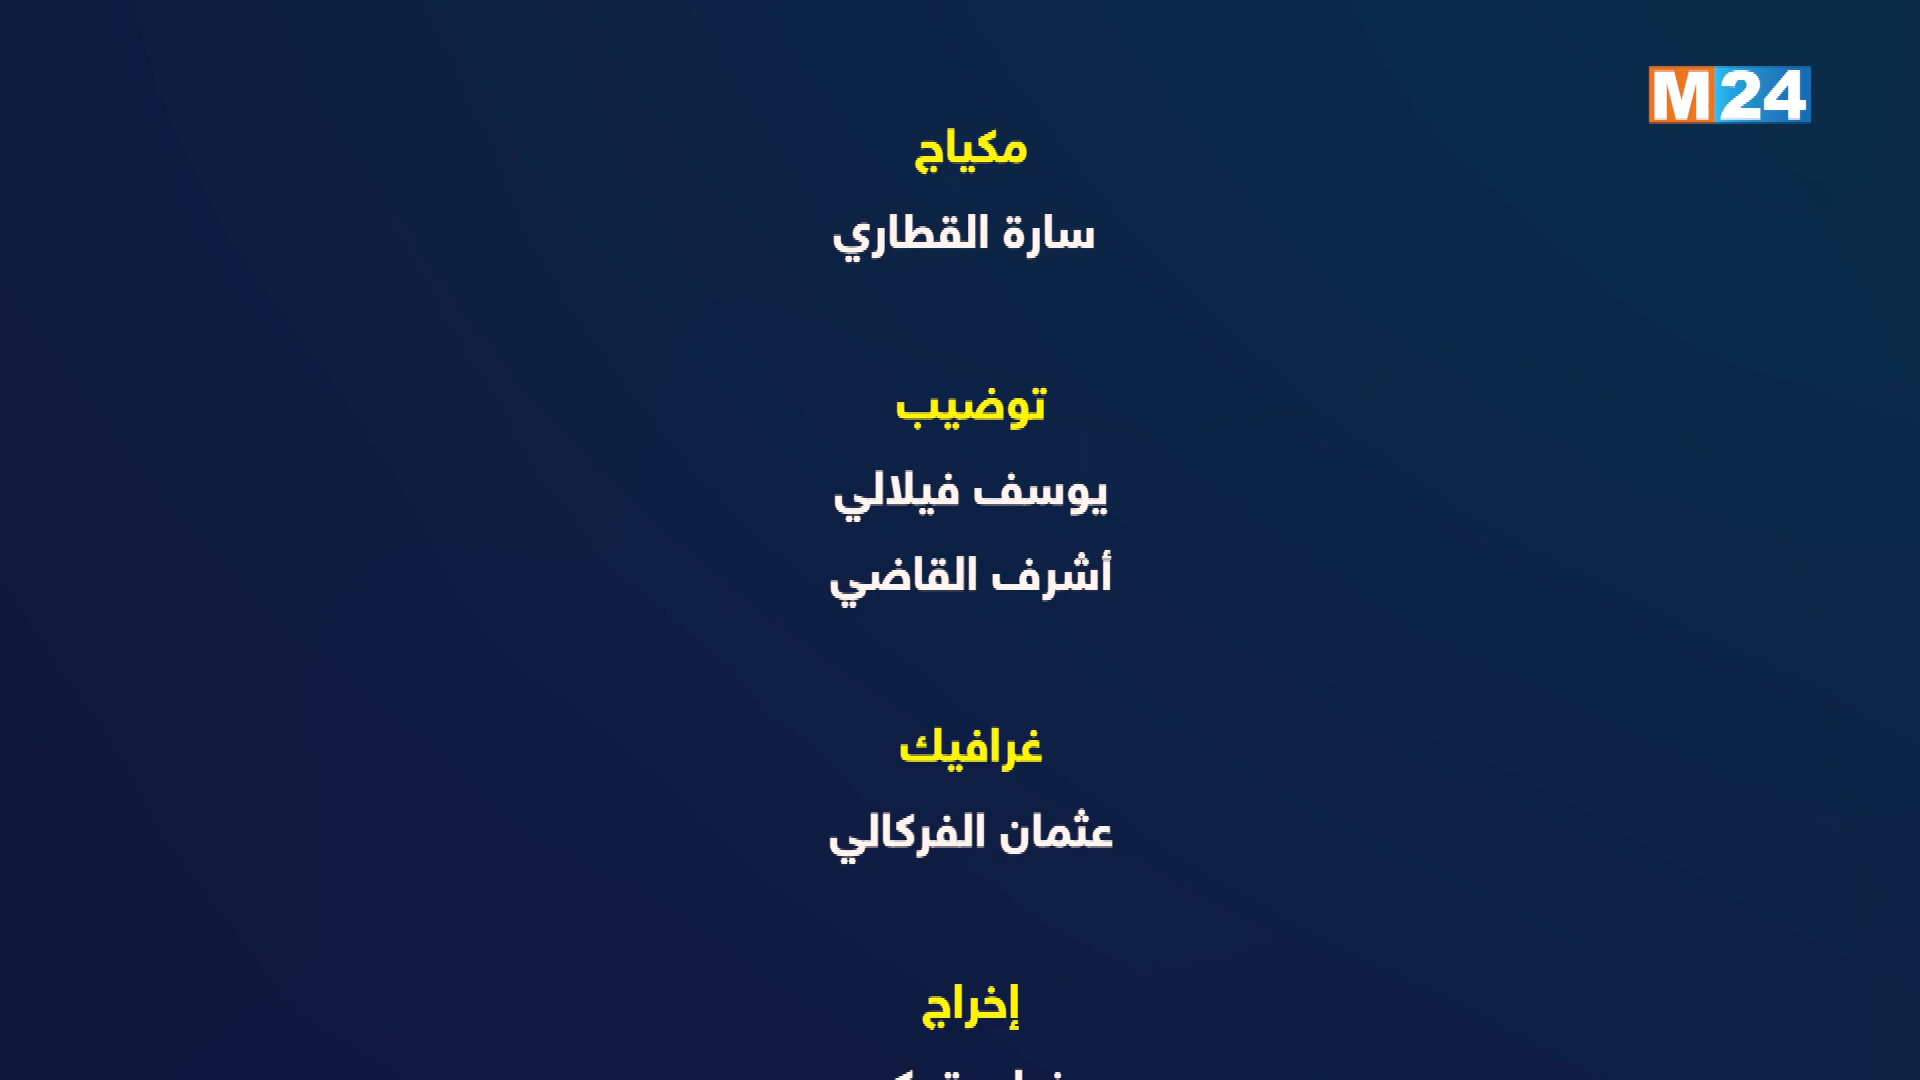 M24
مكياج
سارة القطاري
توضيب
يوسف فيلالي
أشرف القاضي
غرافيك
عثمان الفركالي
إخراج